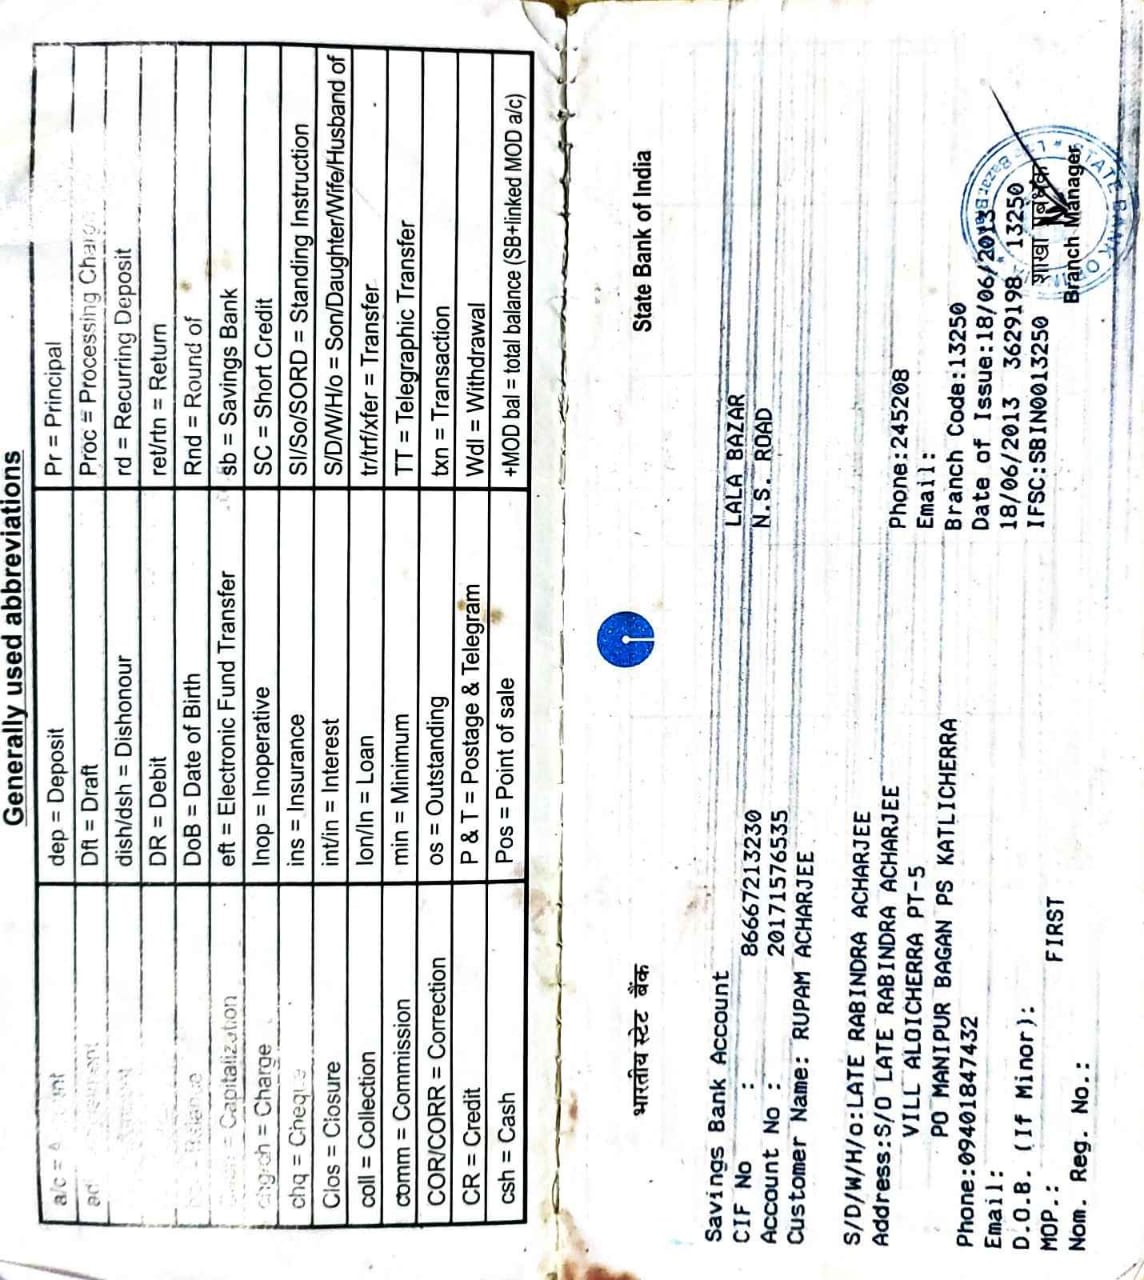 Generally used abbreviations
a/c =
dep = Deposit
Pr = Principal
Dft = Draft
Proc = Processing Charge
dish/dsh = Dishonour
rd = Recurring Deposit
DR = Debit
ret/rtn = Return
= Balance
DoB = Date of Birth
Rnd = Round of
= Capitalization
eft = Electronic Fund Transfer
sb = Savings Bank
chg/ch = Charge
Inop = Inoperative
SC = Short Credit
chq = Cheque
ins = Insurance
SI/So/SORD = Standing Instruction
Clos = Closure
int/in = Interest
S/D/W/H/o = Son/Daughter/Wife/Husband of
coll = Collection
lon/ln = Loan
tr/trf/xfer = Transfer
comm = Commission
min = Minimum
TT = Telegraphic Transfer
COR/CORR = Correction
os = Outstanding
txn = Transaction
CR = Credit
P & T = Postage & Telegram
Wdl = Withdrawal
csh = Cash
Pos = Point of sale
+MOD bal = total balance (SB+linked MOD a/c)
भारतीय स्टेट बैंक
State Bank of India
Savings Bank Account
CIF No : 86667213230
Account No : 20171576535
Customer Name: RUPAM ACHARJEE
LALA BAZAR
N.S. ROAD
S/D/W/H/o:LATE RABINDRA ACHARJEE
Address:S/O LATE RABINDRA ACHARJEE
VILL ALOICHERRA PT-5
PO MANIPUR BAGAN PS KATLICHERRA
Phone:09401847432
Email:
D.O.B. (If Minor):
MOP.: FIRST
Nom. Reg. No.:
Phone:245208
Email:
Branch Code:13250
Date of Issue:18/06/2013
18/06/2013 3629198 13250
IFSC:SBIN0013250
शाखा प्रबंधक
Branch Manager
STATE BANK OF